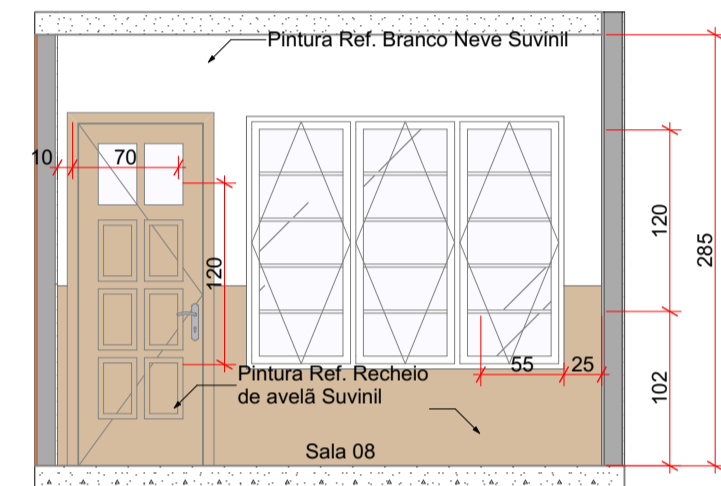 Pintura Ref. Branco Neve Suvinil
10
70
120
120
285
55
25
102
Pintura Ref. Recheio
de avelã Suvinil
Sala 08